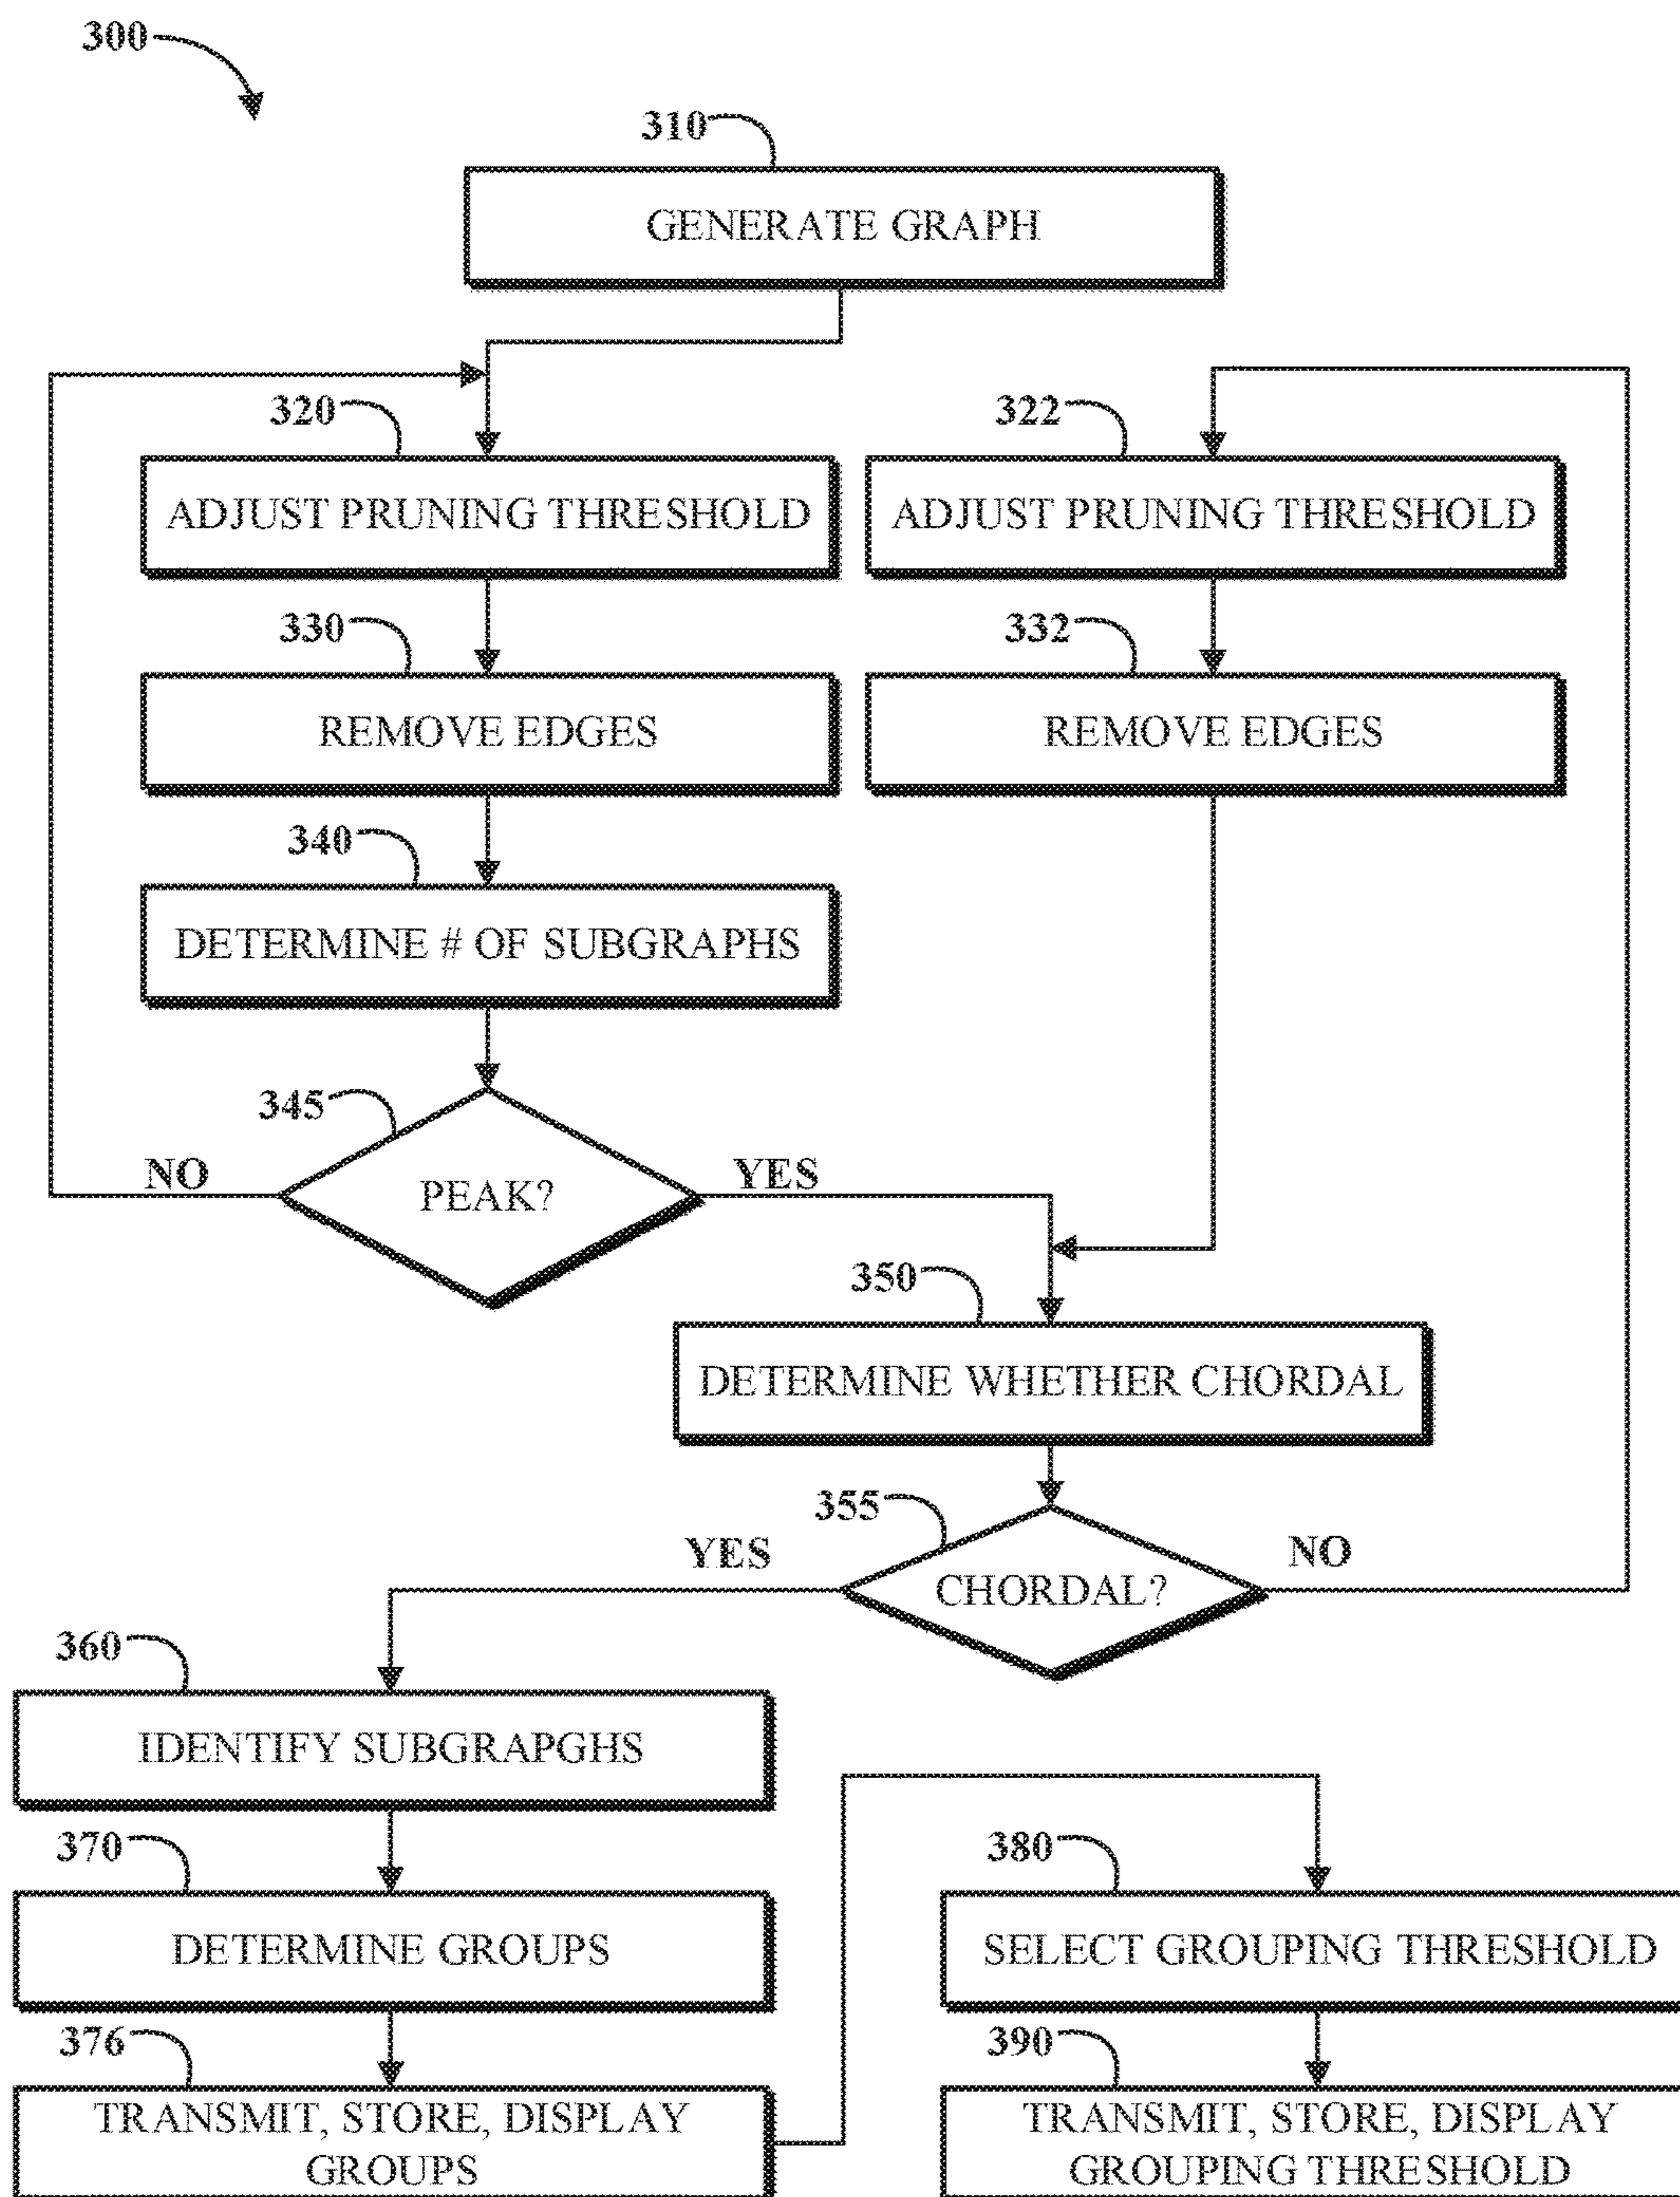 300
310
GENERATE GRAPH
320
322
ADJUST PRUNING THRESHOLD
ADJUST PRUNING THRESHOLD
330
332
REMOVE EDGES
REMOVE EDGES
340
DETERMINE # OF SUBGRAPHS
345
NO
YES
PEAK?
350
DETERMINE WHETHER CHORDAL
355
YES
NO
CHORDAL?
360
IDENTIFY SUBGRAPGHS
370
380
DETERMINE GROUPS
SELECT GROUPING THRESHOLD
376
390
TRANSMIT, STORE, DISPLAY
GROUPS
TRANSMIT, STORE, DISPLAY
GROUPING THRESHOLD